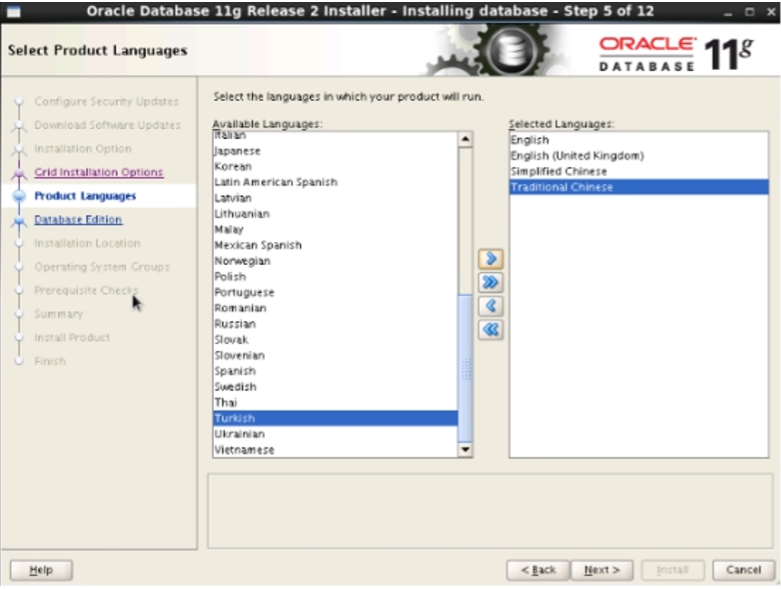 Oracle Database 11g Release 2 Installer - Installing database - Step 5 of 12
Select Product Languages
ORACLE
DATABASE
11g
Configure Security Updates
Download Software Updates
Installation Option
Grid Installation Options
Product Languages
Database Edition
Installation Location
Operating System Groups
Prerequisite Checks
Summary
Install Product
Finish
Select the languages in which your product will run.
Available Languages:
Italian
Japanese
Korean
Latin American Spanish
Latvian
Lithuanian
Malay
Mexican Spanish
Norwegian
Polish
Portuguese
Romanian
Russian
Slovak
Slovenian
Spanish
Swedish
Thai
Turkish
Ukrainian
Vietnamese
Selected Languages:
English
English (United Kingdom)
Simplified Chinese
Traditional Chinese
Help
< Back
Next >
Install
Cancel